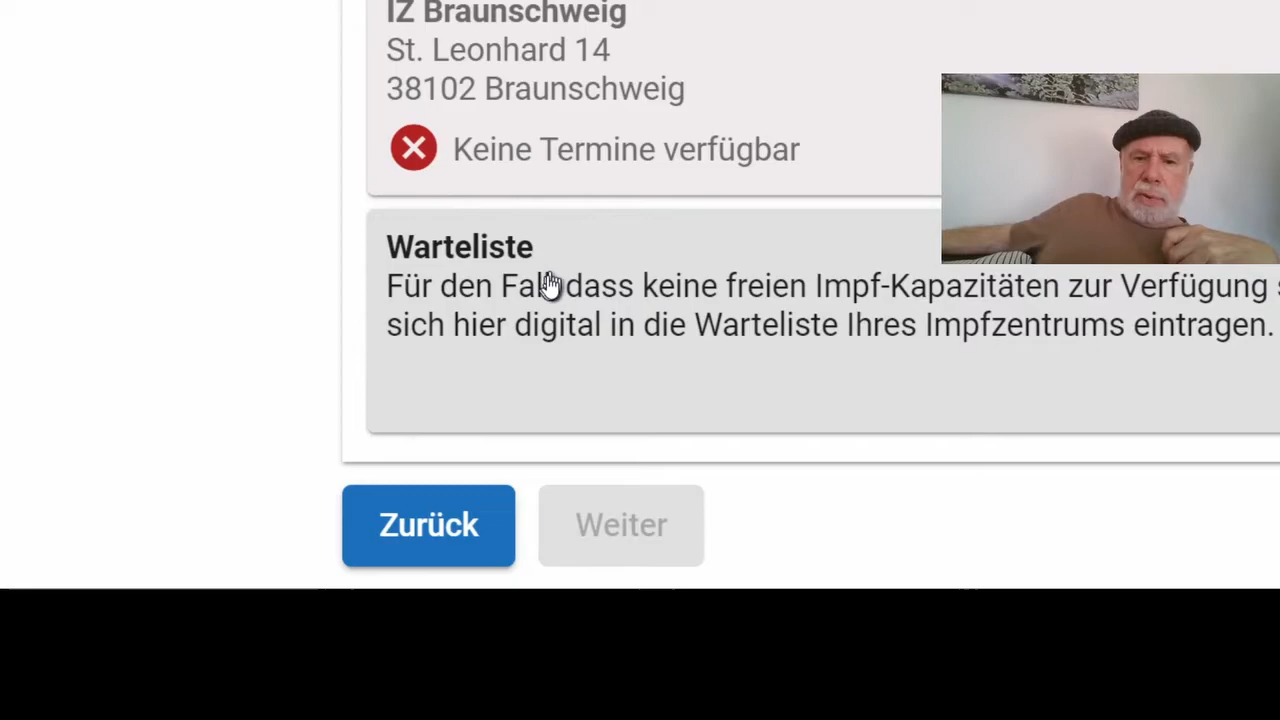 IZ Braunschweig
St. Leonhard 14
38102 Braunschweig
Keine Termine verfügbar
Warteliste
Für den dass keine freien Impf-Kapazitäten zur Verfügung
sich hier digital in die Warteliste Ihres Impfzentrums eintragen.
Zurück
Weiter